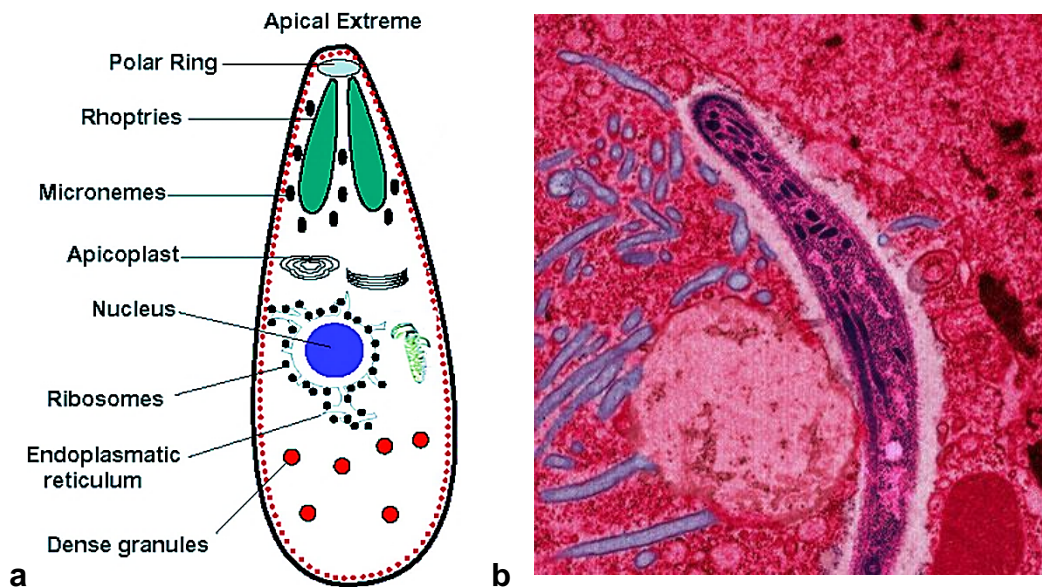 Apical Extreme
Polar Ring
Rhoptries
Micronemes
Apicoplast
Nucleus
Ribosomes
Endoplasmatic
reticulum
Dense granules
a
b